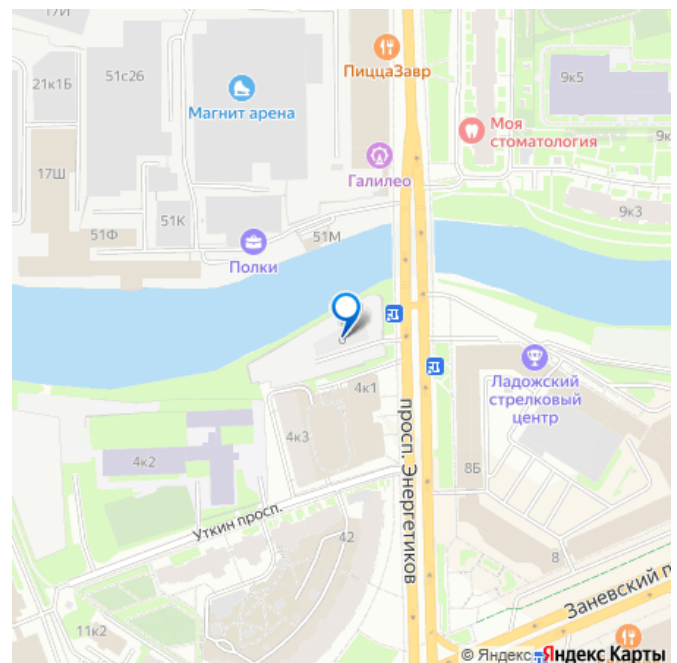 17И
51с26
21к1Б
Магнит арена
ПиццаЗавр
9к5
Моя
стоматология
9к
17Ш
Галилео
9к3
51Ф
51К
51М
Полки
6
Ладожский
стрелковый
центр
4к1
просп. Энергетиков
4к3
4к2
8Б
Уткин просп.
42
8
Заневский п
11к2
© Яндекс
Яндекс Карты